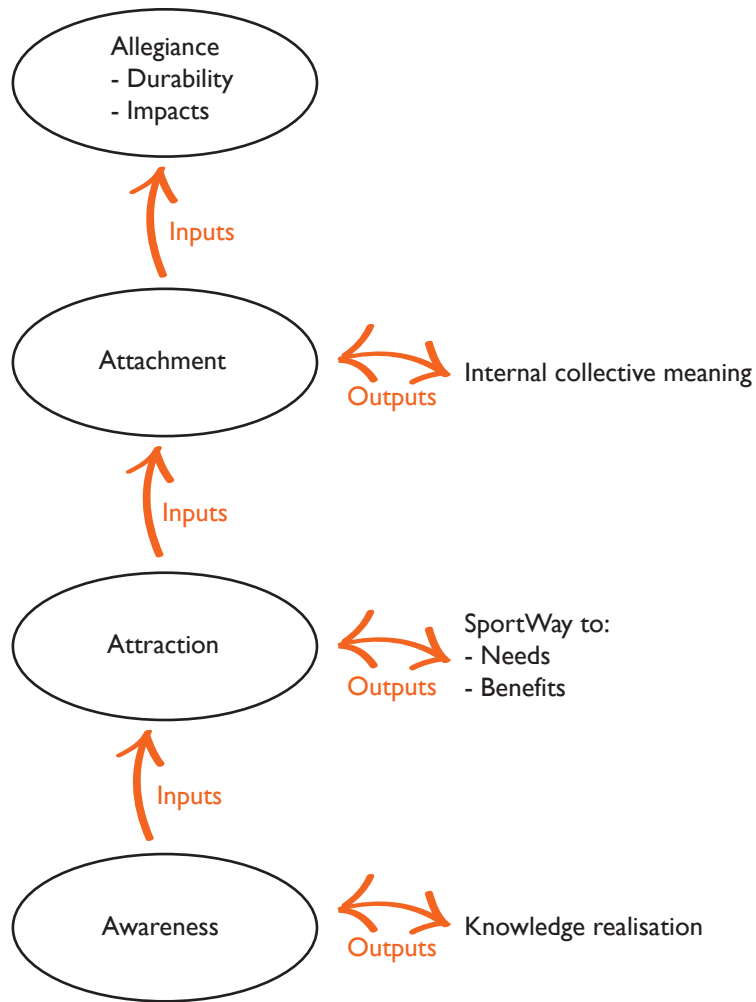 Allegiance
- Durability
- Impacts
Inputs
Attachment
Outputs
Internal collective meaning
Inputs
Attraction
Outputs
SportWay to:
- Needs
- Benefits
Inputs
Awareness
Outputs
Knowledge realisation